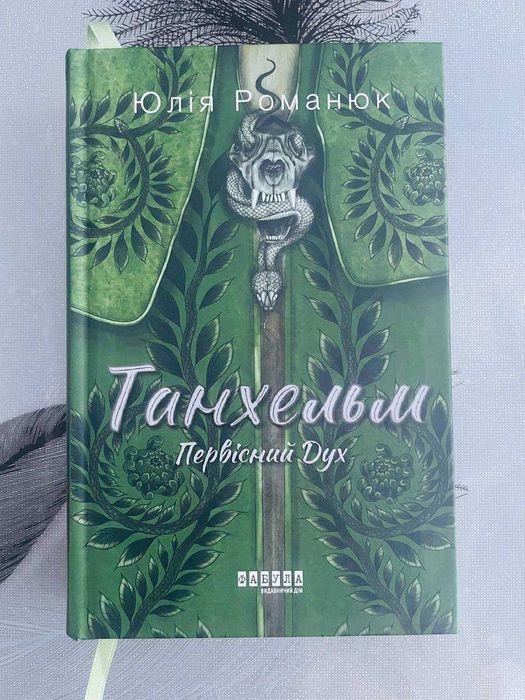 Юлія Романюк
Танхельм
Первісний Дух
ФАБУЛА
ВИДАВНИЧИЙ ДІМ